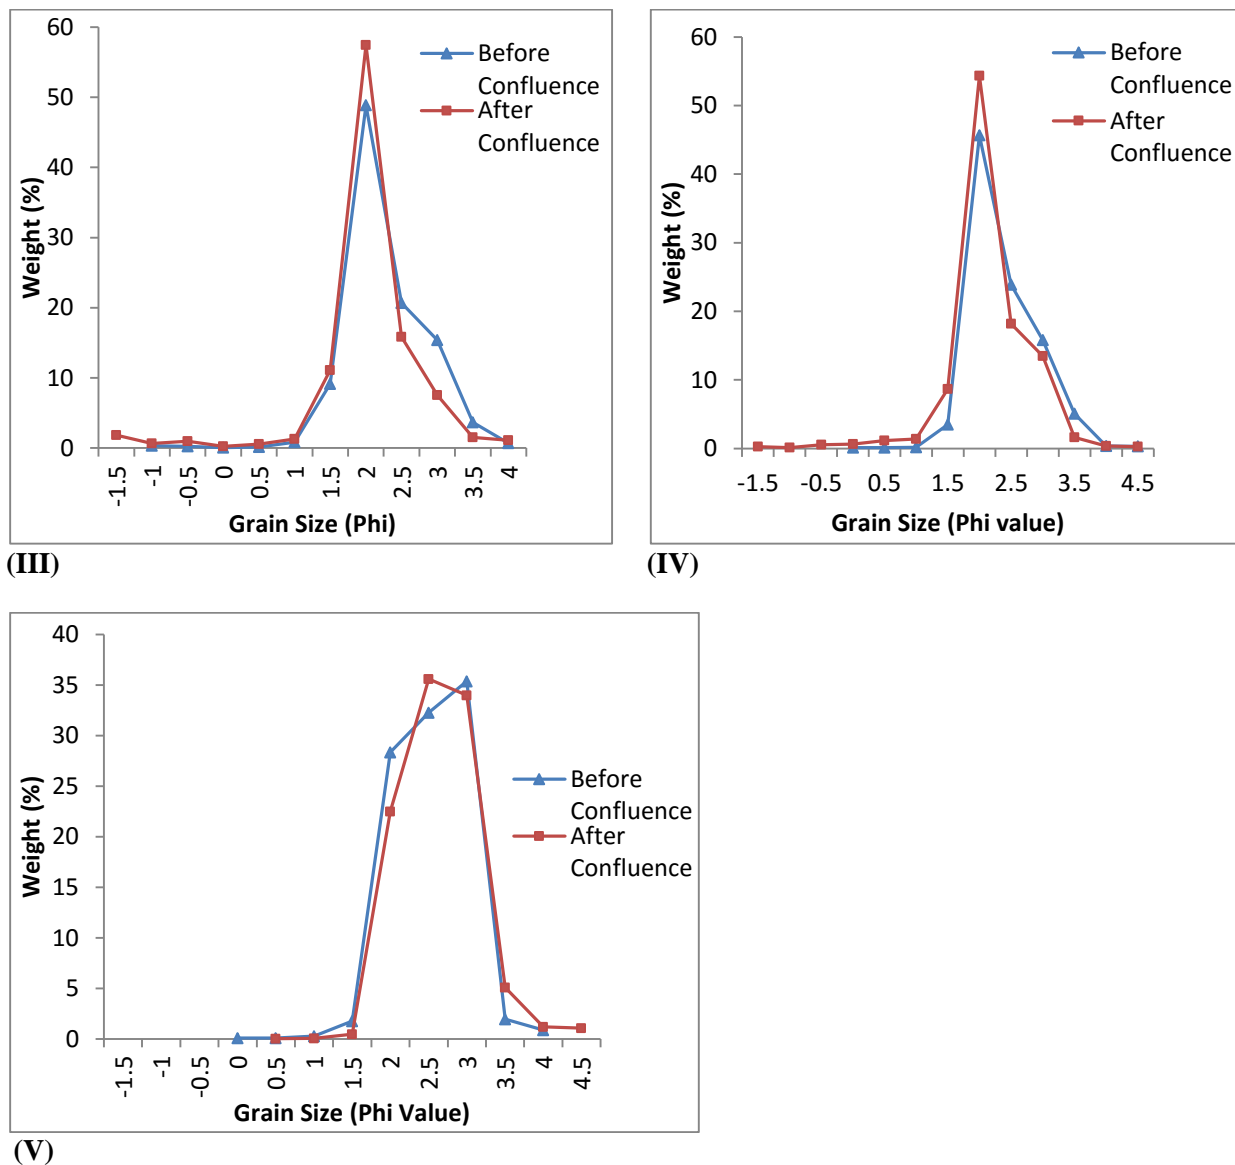 60
50
40
30
20
10
0
Weight (%)
-1.5 -1 -0.5 0 0.5 1 1.5 2 2.5 3 3.5 4
Grain Size (Phi)
Before
Confluence
After
Confluence
(III)
60
50
40
30
20
10
0
Weight (%)
-1.5 -0.5 0.5 1.5 2.5 3.5 4.5
Grain Size (Phi value)
Before
Confluence
After
Confluence
(IV)
40
35
30
25
20
15
10
5
0
Weight (%)
-1.5 -1 -0.5 0 0.5 1 1.5 2 2.5 3 3.5 4 4.5
Grain Size (Phi Value)
Before
Confluence
After
Confluence
(V)